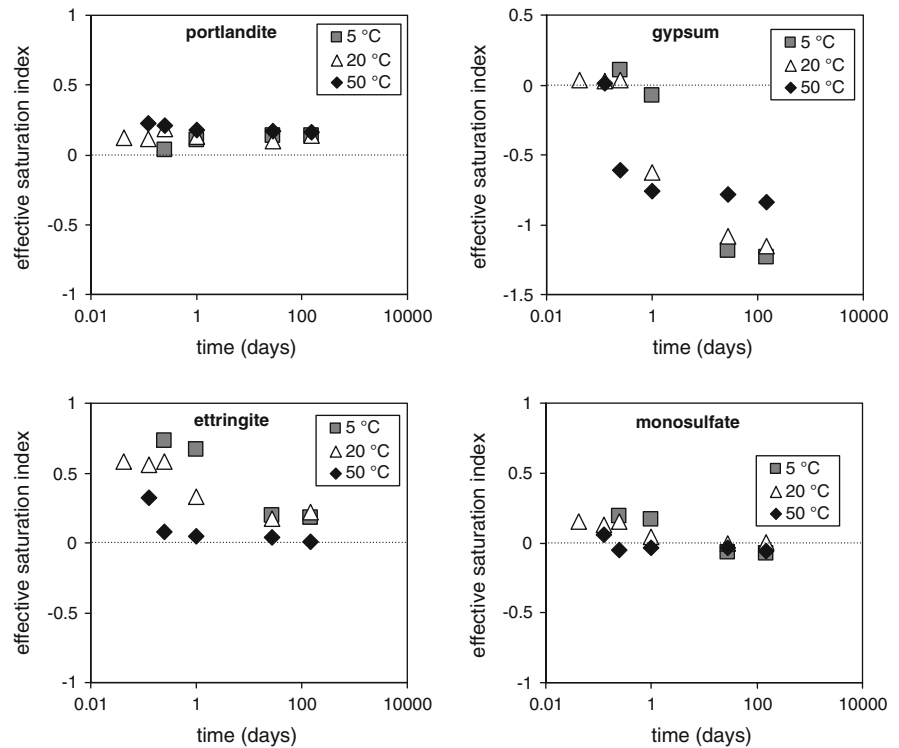 portlandite
5 °C
20 °C
50 °C
1
0.5
0
-0.5
-1
0.01
1
100
10000
effective saturation index
time (days)
gypsum
5 °C
20 °C
50 °C
0.5
0
-0.5
-1
-1.5
0.01
1
100
10000
effective saturation index
time (days)
ettringite
5 °C
20 °C
50 °C
1
0.5
0
-0.5
-1
0.01
1
100
10000
effective saturation index
time (days)
monosulfate
5 °C
20 °C
50 °C
1
0.5
0
-0.5
-1
0.01
1
100
10000
effective saturation index
time (days)